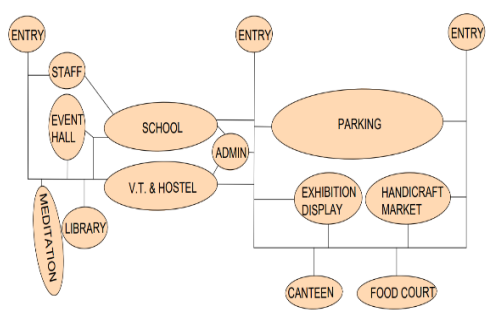 ENTRY
ENTRY
ENTRY
STAFF
EVENT
HALL
SCHOOL
PARKING
ADMIN
V.T. & HOSTEL
EXHIBITION
DISPLAY
HANDICRAFT
MARKET
MEDITATION
LIBRARY
CANTEEN
FOOD COURT